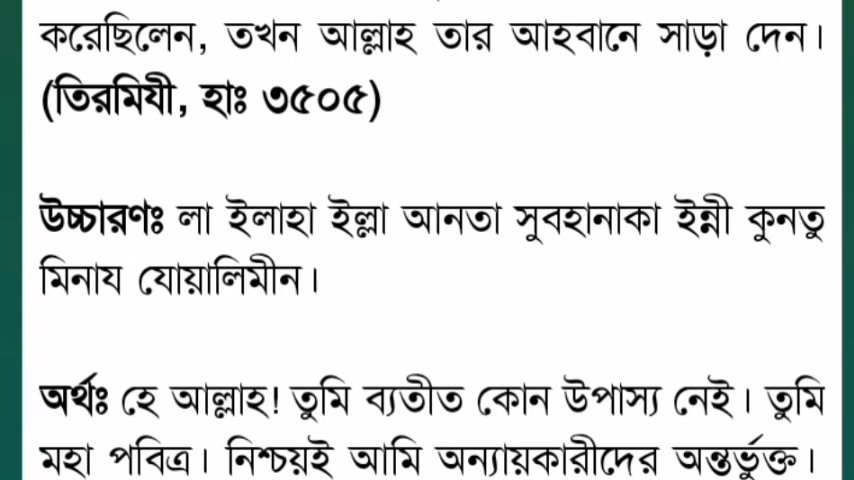 করেছিলেন, তখন আল্লাহ তার আহবানে সাড়া দেন।
(তিরমিযী, হাঃ ৩৫০৫)
উচ্চারণঃ লা ইলাহা ইল্লা আনতা সুবহানাকা ইন্নী কুনতু
মিনায যোয়ালিমীন।
অর্থঃ হে আল্লাহ! তুমি ব্যতীত কোন উপাস্য নেই। তুমি
মহা পবিত্র। নিশ্চয়ই আমি অন্যায়কারীদের অন্তর্ভুক্ত।